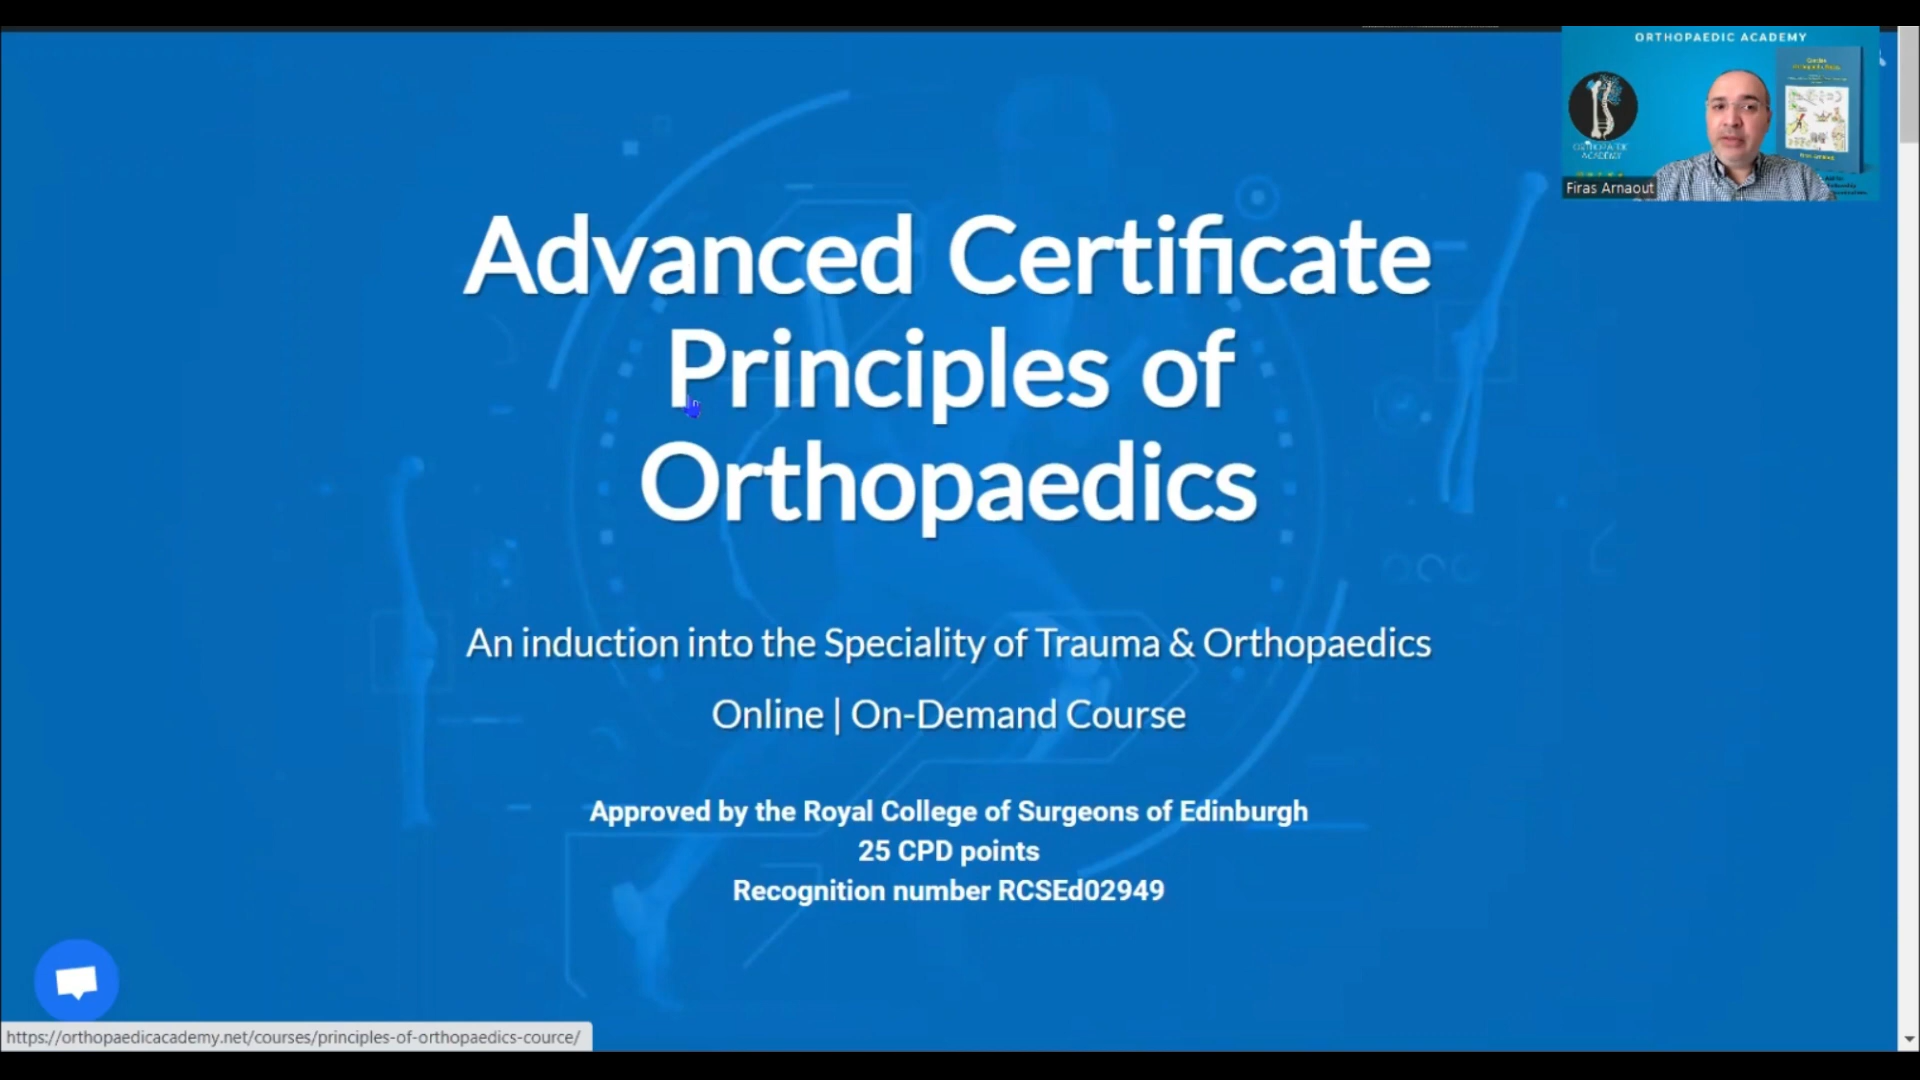 ORTHOPAEDIC ACADEMY
Firas Arnaout
Advanced Certificate
Principles of
Orthopaedics
An induction into the Speciality of Trauma & Orthopaedics
Online | On-Demand Course
Approved by the Royal College of Surgeons of Edinburgh
25 CPD points
Recognition number RCSEd02949
https://orthopaedicacademy.net/courses/principles-of-orthopaedics-cource/